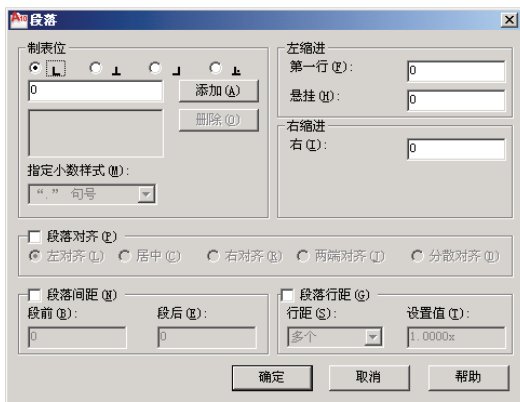 段落
制表位
0
添加(A)
删除(O)
指定小数样式(M):
“.” 句号
左缩进
第一行(F):
0
悬挂(H):
0
右缩进
右(I):
0
段落对齐(P)
左对齐(L) 居中(C) 右对齐(R) 两端对齐(J) 分散对齐(D)
段落间距(N)
段前(B): 段后(E):
0 0
段落行距(G)
行距(S): 设置值(T):
多个 1.0000x
确定 取消 帮助